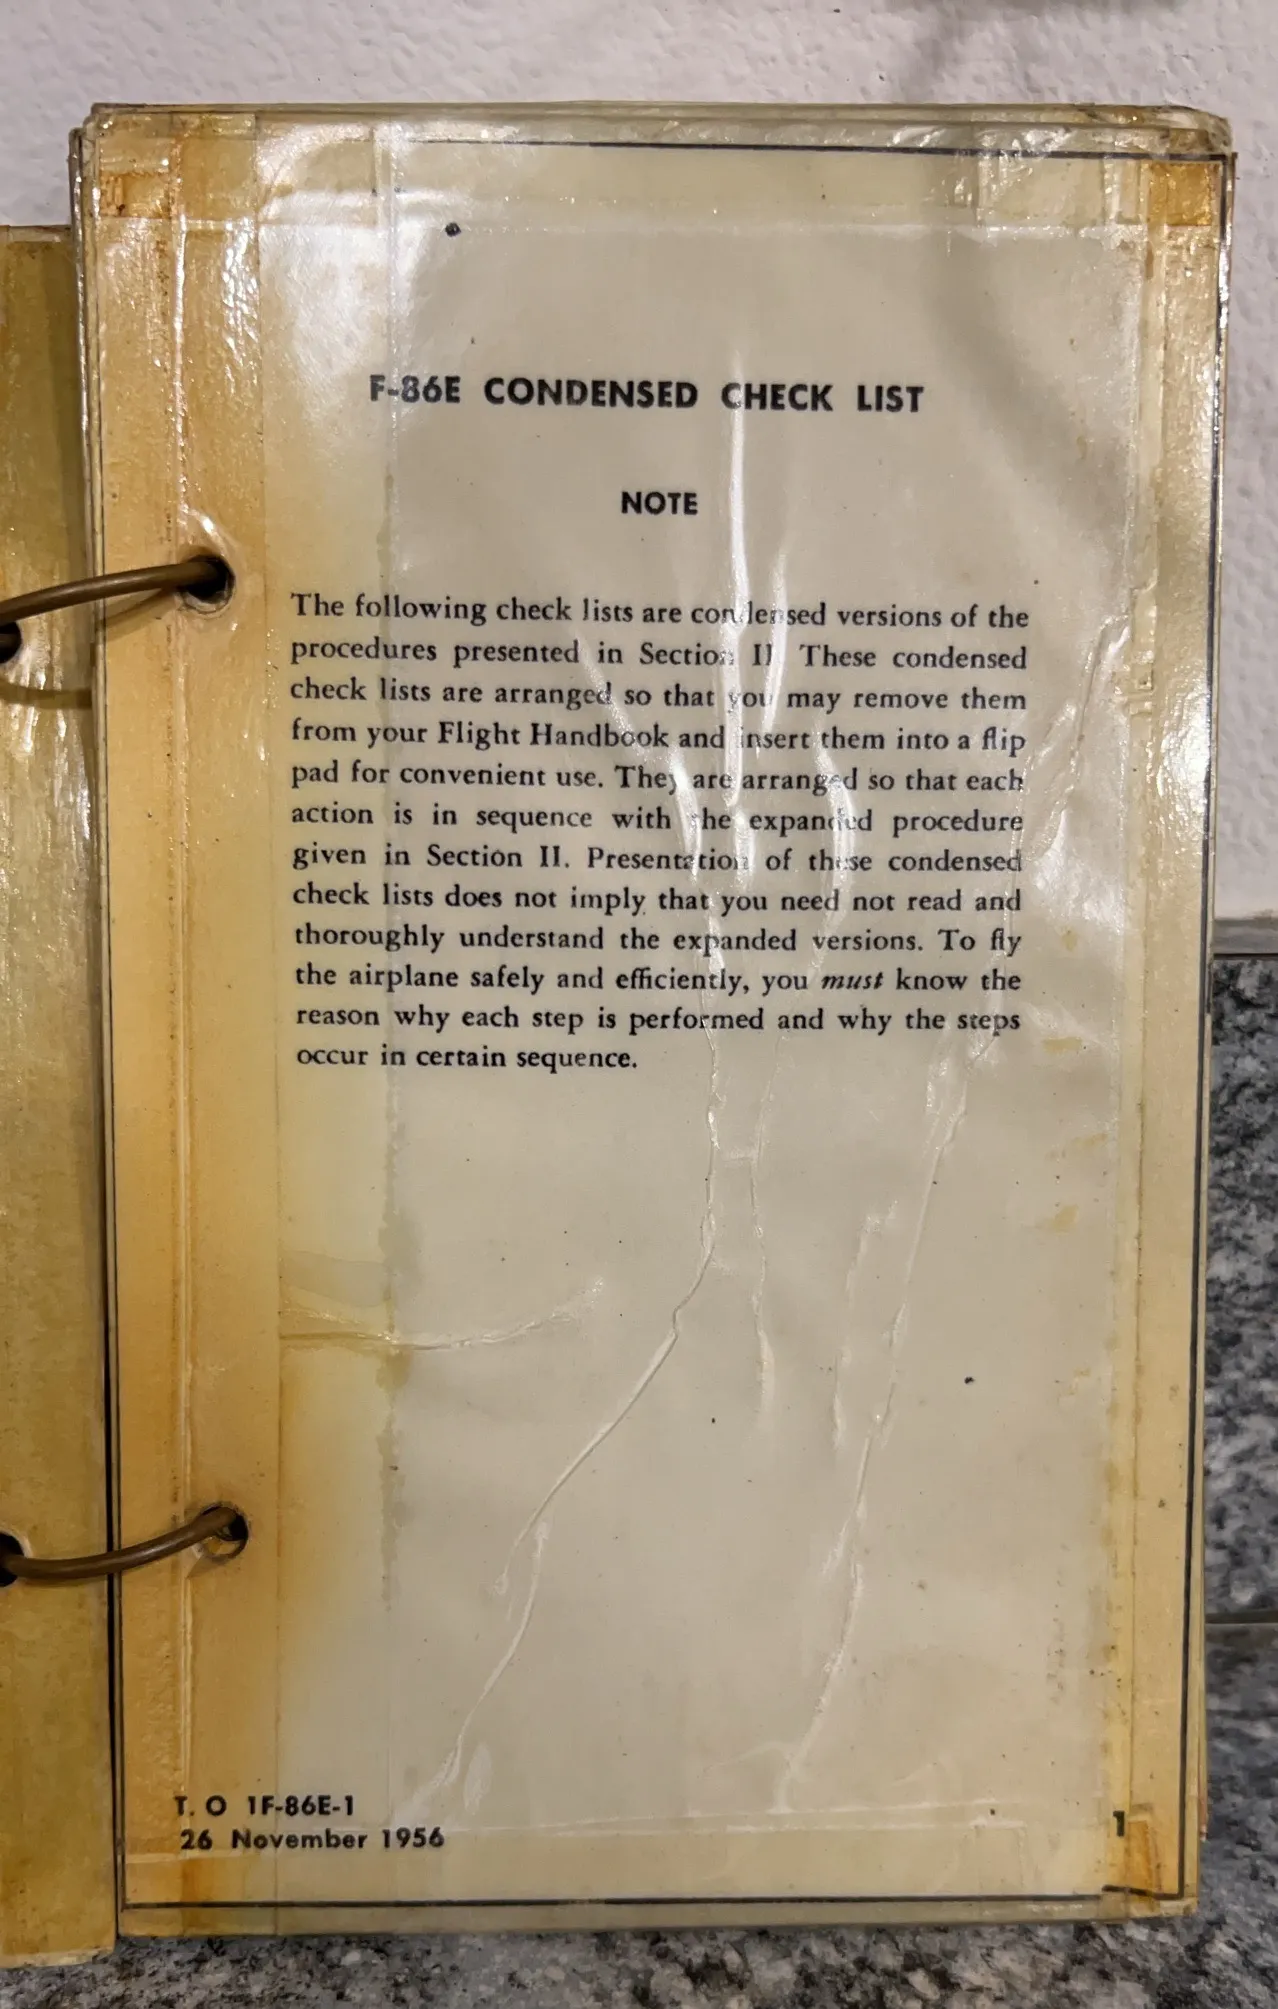 F-86E CONDENSED CHECK LIST
NOTE
The following check lists are condensed versions of the
procedures presented in Section II. These condensed
check lists are arranged so that you may remove them
from your Flight Handbook and insert them into a flip
pad for convenient use. They are arranged so that each
action is in sequence with the expanded procedure
given in Section II. Presentation of these condensed
check lists does not imply that you need not read and
thoroughly understand the expanded versions. To fly
the airplane safely and efficiently, you must know the
reason why each step is performed and why the steps
occur in certain sequence.
T. O 1F-86E-1
26 November 1956
1